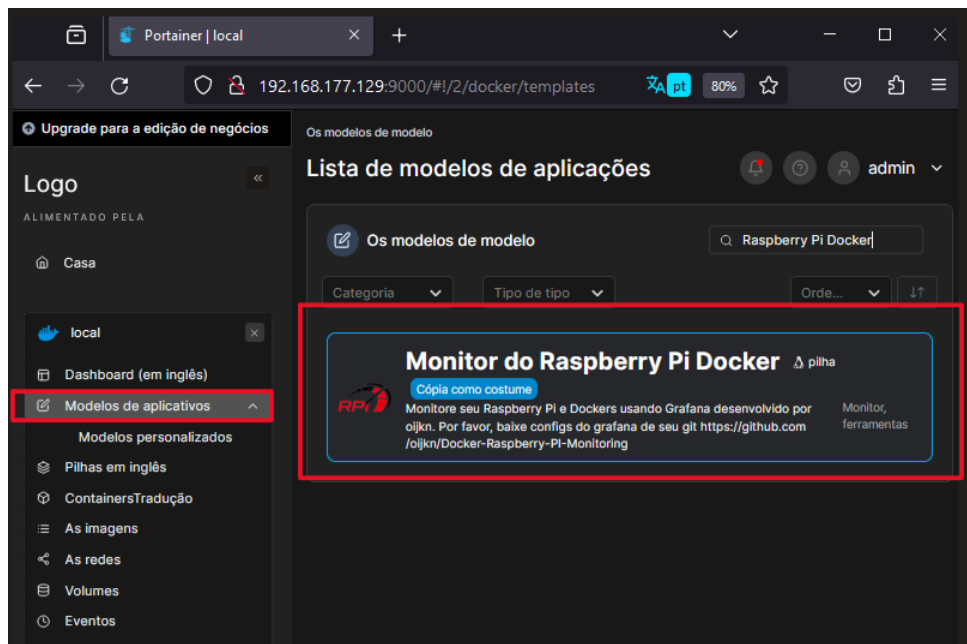 Portainer | local
192.168.177.129:9000/#!/2/docker/templates
pt
80%
Upgrade para a edição de negócios
Logo
ALIMENTADO PELA
Casa
local
Dashboard (em inglês)
Modelos de aplicativos
Modelos personalizados
Pilhas em inglês
ContainersTradução
As imagens
As redes
Volumes
Eventos
Os modelos de modelo
Lista de modelos de aplicações
admin
Os modelos de modelo
Raspberry Pi Docker
Categoria
Tipo de tipo
Orde...
Monitor do Raspberry Pi Docker
pilha
Cópia como costume
RPi
Monitore seu Raspberry Pi e Dockers usando Grafana desenvolvido por
oijkn. Por favor, baixe configs do grafana de seu git https://github.com
/oijkn/Docker-Raspberry-PI-Monitoring
Monitor,
ferramentas